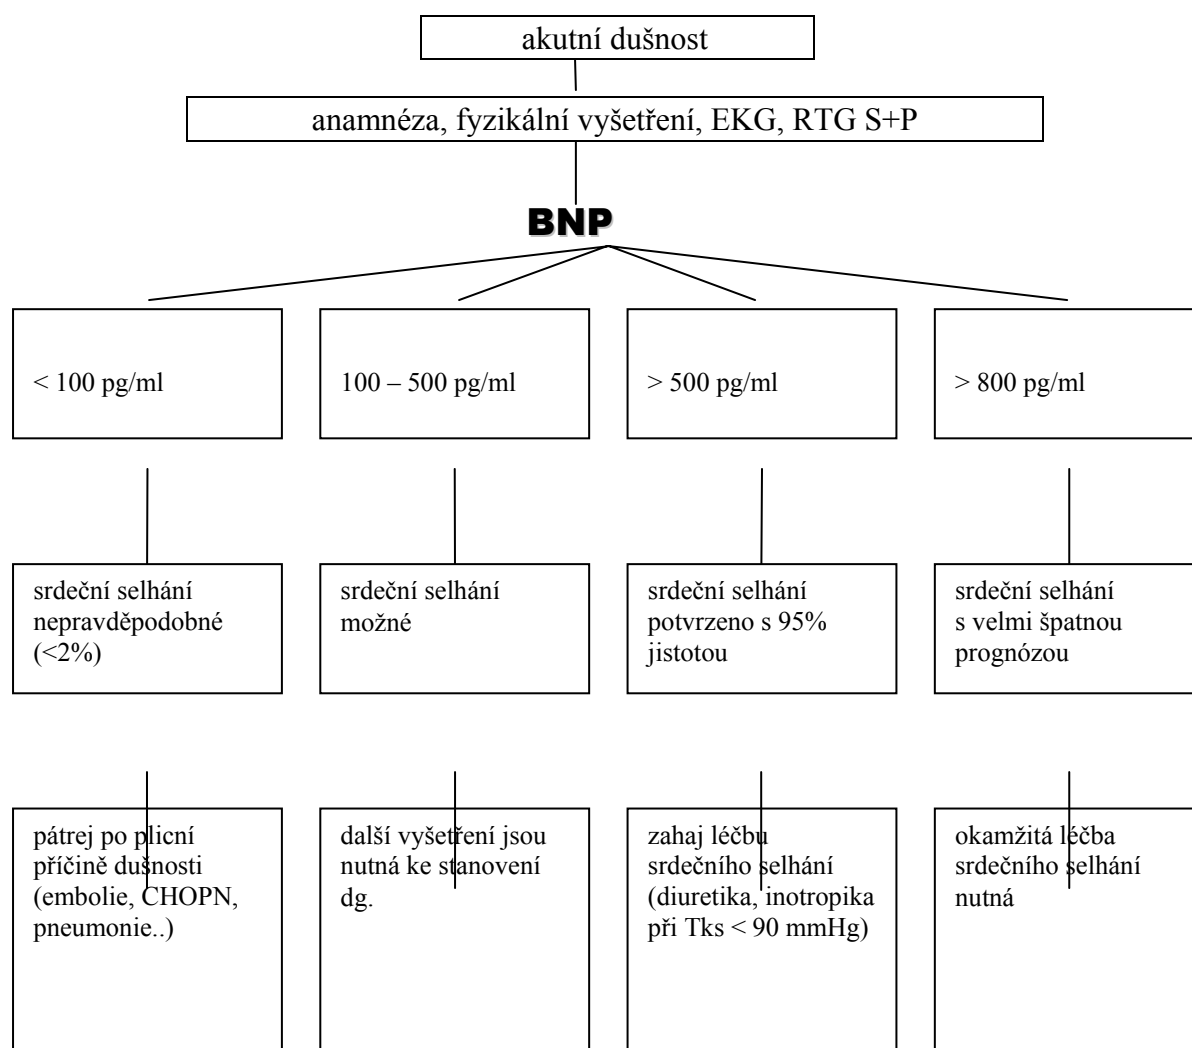 akutní dušnost
anamnéza, fyzikální vyšetření, EKG, RTG S+P
BNP
< 100 pg/ml
100 – 500 pg/ml
> 500 pg/ml
> 800 pg/ml
srdeční selhání
nepravděpodobné
(<2%)
srdeční selhání
možné
srdeční selhání
potvrzeno s 95%
jistotou
srdeční selhání
s velmi špatnou
prognózou
pátrej po plicní
příčině dušnosti
(embolie, CHOPN,
pneumonie..)
další vyšetření jsou
nutná ke stanovení
dg.
zahaj léčbu
srdečního selhání
(diuretika, inotropika
při Tks < 90 mmHg)
okamžitá léčba
srdečního selhání
nutná